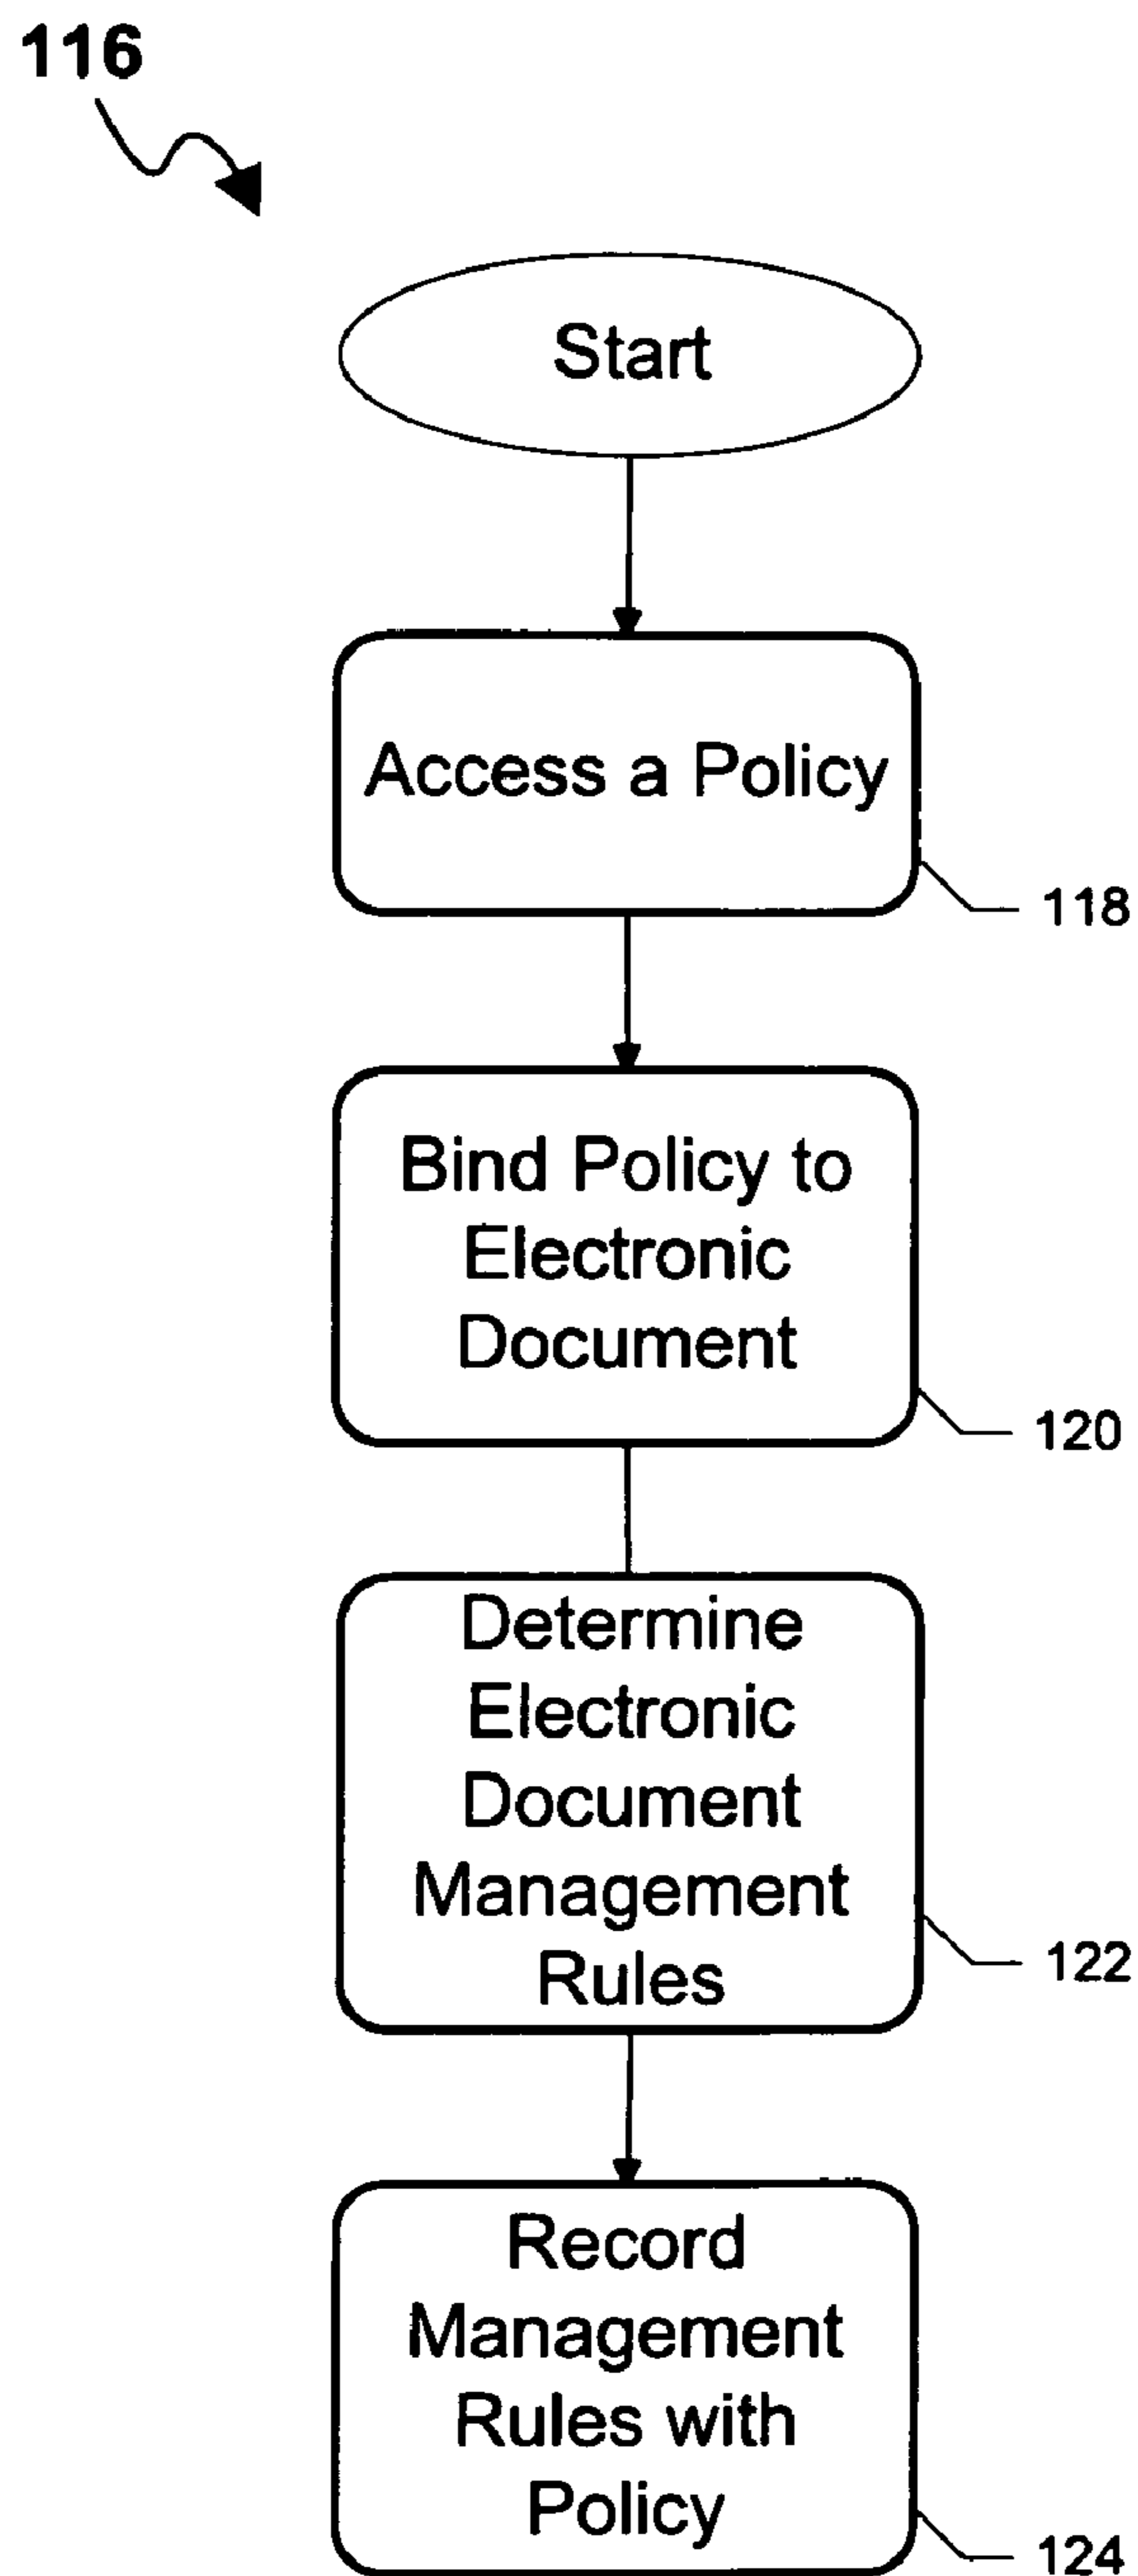 116
Start
Access a Policy
118
Bind Policy to
Electronic
Document
120
Determine
Electronic
Document
Management
Rules
122
Record
Management
Rules with
Policy
124